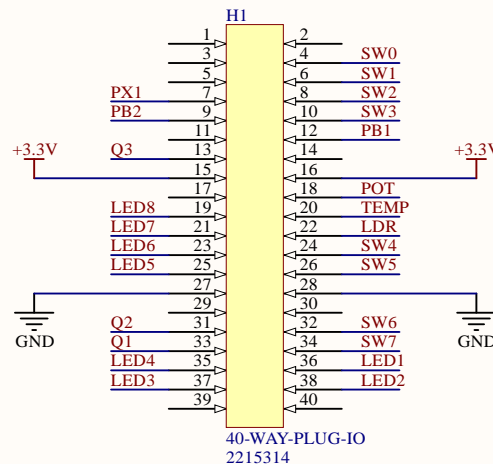 H1
1 2
3 4 SW0
5 6 SW1
PX1 7 8 SW2
PB2 9 10 SW3
11 12 PB1
+3.3V Q3 13 14 +3.3V
15 16
17 18 POT
LED8 19 20 TEMP
LED7 21 22 LDR
LED6 23 24 SW4
LED5 25 26 SW5
27 28
29 30
GND Q2 31 32 SW6 GND
Q1 33 34 SW7
LED4 35 36 LED1
LED3 37 38 LED2
39 40
40-WAY-PLUG-IO
2215314